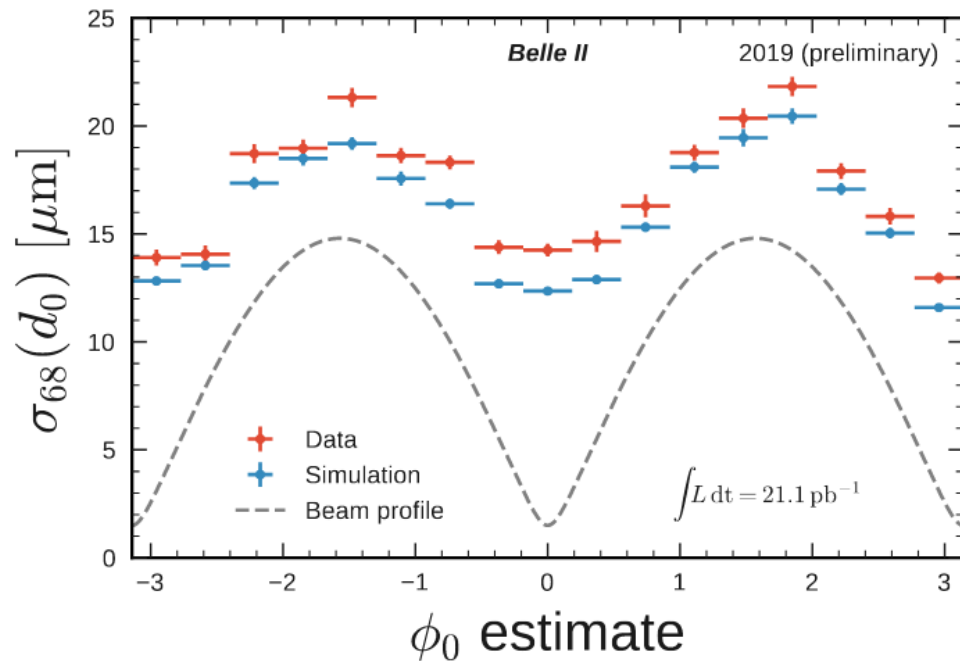 Belle II 2019 (preliminary)
σ₆₈(d₀) [μm]
25
20
15
10
5
0
Data
Simulation
Beam profile
∫L dt = 21.1 pb⁻¹
−3 −2 −1 0 1 2 3
ϕ₀ estimate